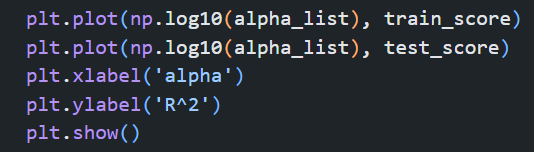 plt.plot(np.log10(alpha_list), train_score)
plt.plot(np.log10(alpha_list), test_score)
plt.xlabel('alpha')
plt.ylabel('R^2')
plt.show()